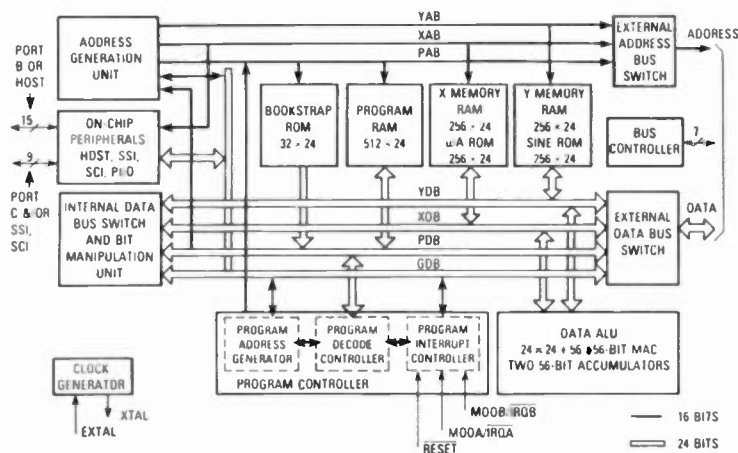 YAB
XAB
PAB
ADDRESS
GENERATION
UNIT
EXTERNAL
ADDRESS
BUS
SWITCH
ADDRESS
PORT
B OR
HOST
15
9
PORT
C & OR
SSI,
SCI
ON-CHIP
PERIPHERALS
HOST, SSI,
SCI, PI/O
BOOKSTRAP
ROM
32 × 24
PROGRAM
RAM
512 × 24
X MEMORY
RAM
256 × 24
μ/A ROM
256 × 24
Y MEMORY
RAM
256 × 24
SINE ROM
256 × 24
BUS
CONTROLLER
7
INTERNAL DATA
BUS SWITCH
AND BIT
MANIPULATION
UNIT
YDB
XDB
PDB
GDB
EXTERNAL
DATA BUS
SWITCH
DATA
PROGRAM
ADDRESS
GENERATOR
PROGRAM
DECODE
CONTROLLER
PROGRAM
INTERRUPT
CONTROLLER
PROGRAM CONTROLLER
DATA ALU
24 × 24 + 56 → 56-BIT MAC
TWO 56-BIT ACCUMULATORS
CLOCK
GENERATOR
XTAL
EXTAL
MODB/IRQB
MODA/IRQA
RESET
16 BITS
24 BITS